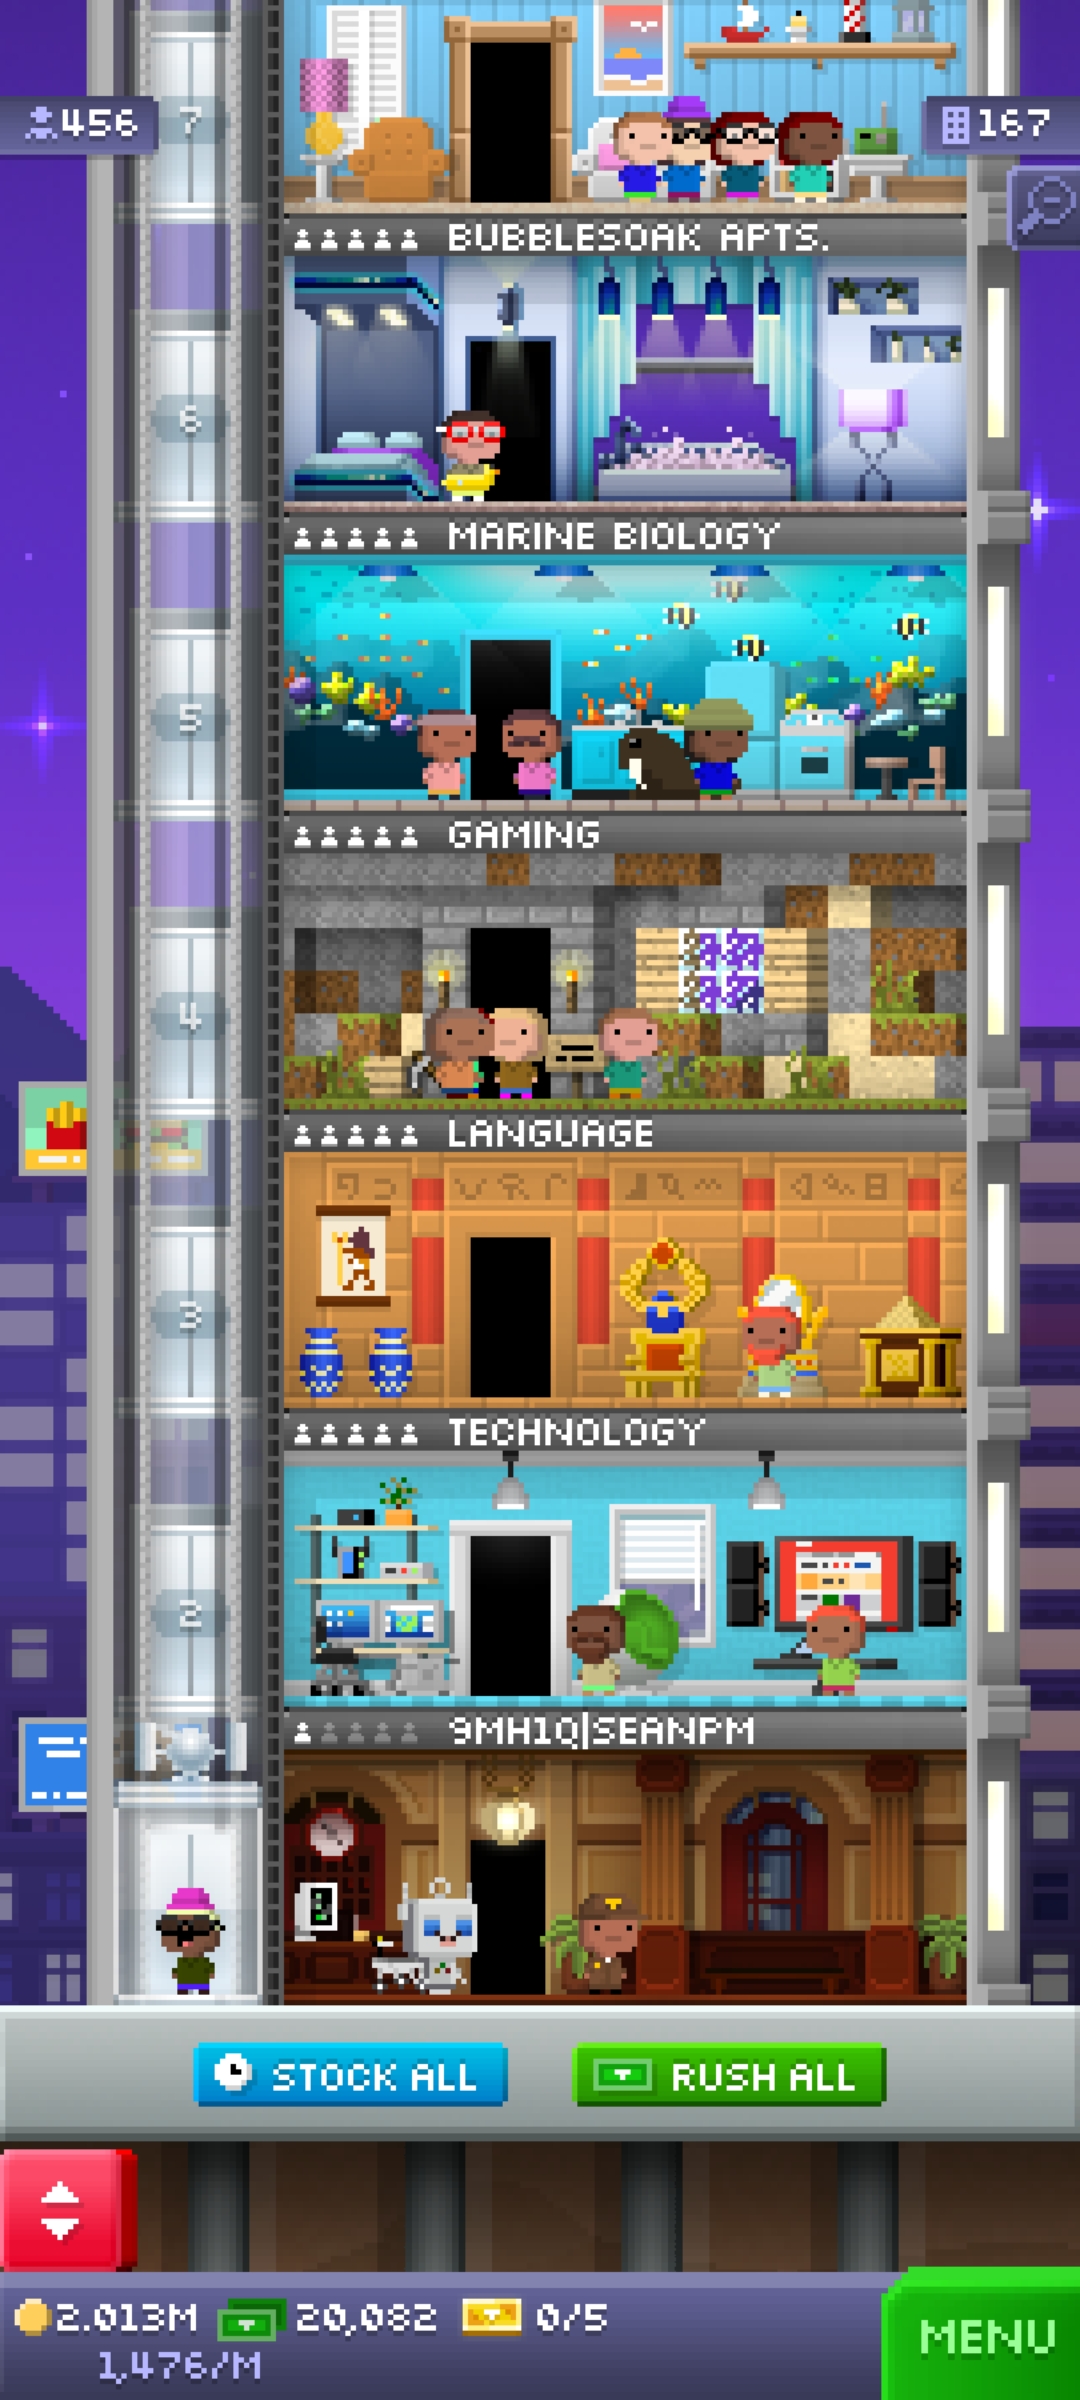 456
7
167
BUBBLESOAK APTS.
6
MARINE BIOLOGY
5
GAMING
4
LANGUAGE
3
TECHNOLOGY
2
9MH1Q|SEANPM
STOCK ALL
RUSH ALL
2.013M
20,082
0/5
1,476/M
MENU